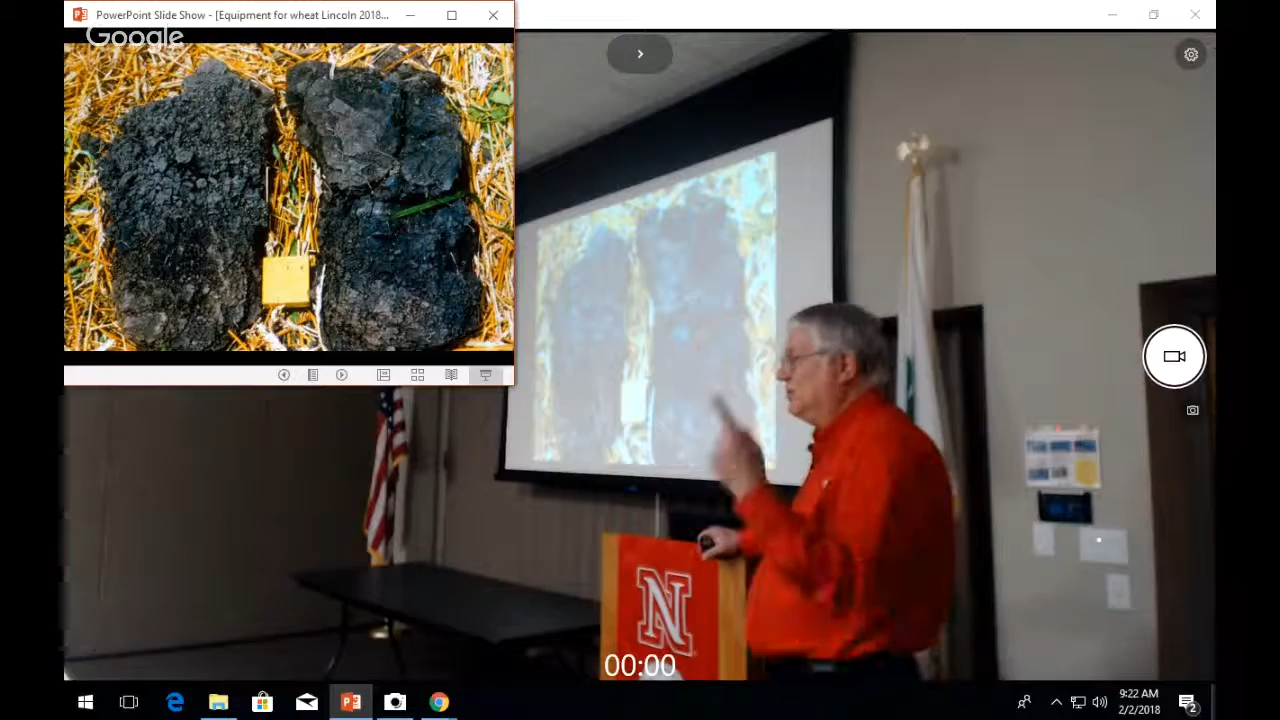 PowerPoint Slide Show - [Equipment for wheat Lincoln 2018...
Google
N
00:00
9:22 AM
2/2/2018
2